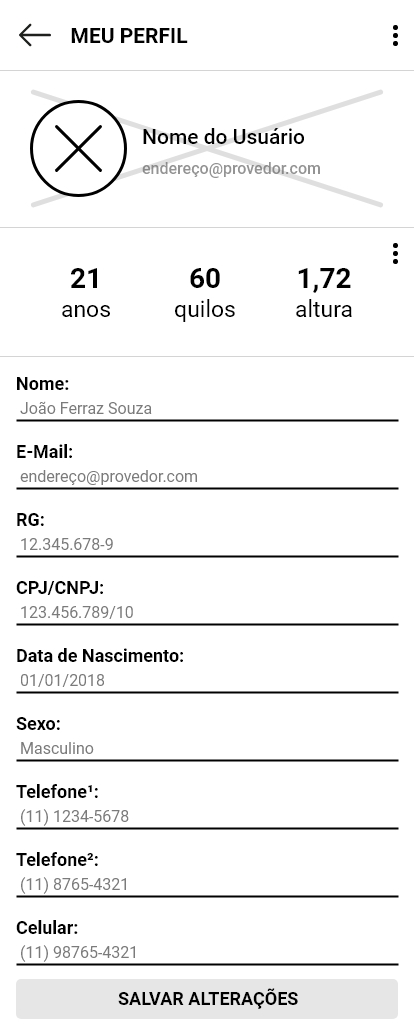 MEU PERFIL
Nome do Usuário
endereço@provedor.com
21 60 1,72
anos quilos altura
Nome:
João Ferraz Souza
E-Mail:
endereço@provedor.com
RG:
12.345.678-9
CPJ/CNPJ:
123.456.789/10
Data de Nascimento:
01/01/2018
Sexo:
Masculino
Telefone¹:
(11) 1234-5678
Telefone²:
(11) 8765-4321
Celular:
(11) 98765-4321
SALVAR ALTERAÇÕES